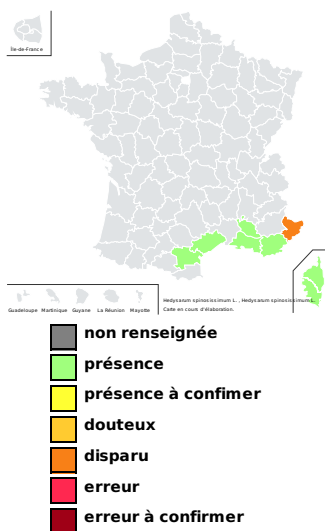 Île-de-France
Guadeloupe Martinique Guyane La Réunion Mayotte
Hedysarum spinosissimum L. , Hedysarum spinosissimum L.
Carte en cours d'élaboration.
non renseignée
présence
présence à confimer
douteux
disparu
erreur
erreur à confirmer